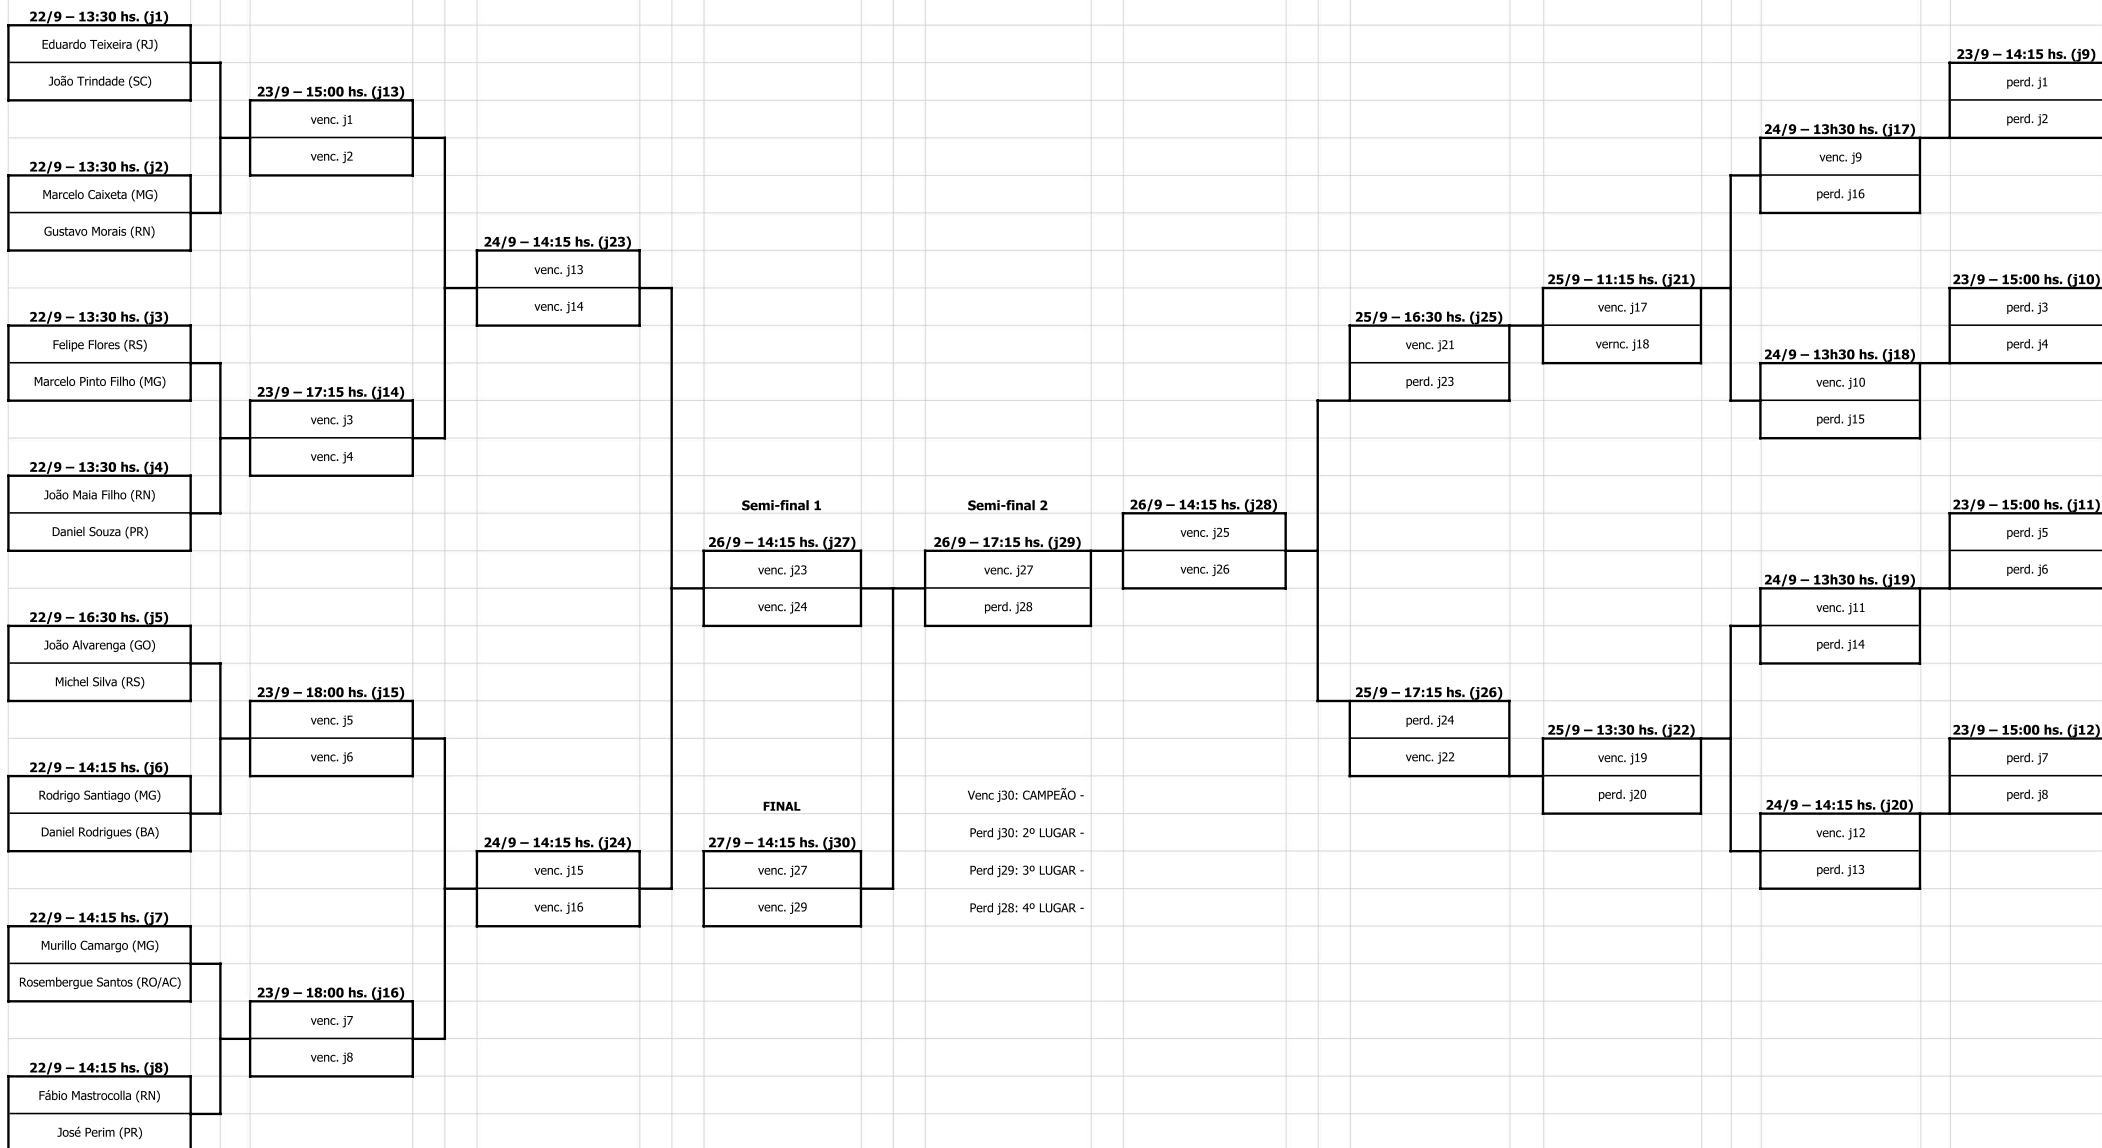 22/9 – 13:30 hs. (j1)
Eduardo Teixeira (RJ)
João Trindade (SC)
22/9 – 13:30 hs. (j2)
Marcelo Caixeta (MG)
Gustavo Morais (RN)
22/9 – 13:30 hs. (j3)
Felipe Flores (RS)
Marcelo Pinto Filho (MG)
22/9 – 13:30 hs. (j4)
João Maia Filho (RN)
Daniel Souza (PR)
22/9 – 16:30 hs. (j5)
João Alvarenga (GO)
Michel Silva (RS)
22/9 – 14:15 hs. (j6)
Rodrigo Santiago (MG)
Daniel Rodrigues (BA)
22/9 – 14:15 hs. (j7)
Murillo Camargo (MG)
Rosembergue Santos (RO/AC)
22/9 – 14:15 hs. (j8)
Fábio Mastrocolla (RN)
José Perim (PR)
23/9 – 15:00 hs. (j13)
venc. j1
venc. j2
23/9 – 17:15 hs. (j14)
venc. j3
venc. j4
23/9 – 18:00 hs. (j15)
venc. j5
venc. j6
23/9 – 18:00 hs. (j16)
venc. j7
venc. j8
24/9 – 14:15 hs. (j23)
venc. j13
venc. j14
24/9 – 14:15 hs. (j24)
venc. j15
venc. j16
Semi-final 1
26/9 – 14:15 hs. (j27)
venc. j23
venc. j24
FINAL
27/9 – 14:15 hs. (j30)
venc. j27
venc. j29
Semi-final 2
26/9 – 17:15 hs. (j29)
venc. j27
perd. j28
Venc j30: CAMPEÃO -
Perd j30: 2º LUGAR -
Perd j29: 3º LUGAR -
Perd j28: 4º LUGAR -
26/9 – 14:15 hs. (j28)
venc. j25
venc. j26
25/9 – 16:30 hs. (j25)
venc. j21
perd. j23
25/9 – 17:15 hs. (j26)
perd. j24
venc. j22
25/9 – 11:15 hs. (j21)
venc. j17
vernc. j18
25/9 – 13:30 hs. (j22)
venc. j19
perd. j20
24/9 – 13h30 hs. (j17)
venc. j9
perd. j16
24/9 – 13h30 hs. (j18)
venc. j10
perd. j15
24/9 – 13h30 hs. (j19)
venc. j11
perd. j14
24/9 – 14:15 hs. (j20)
venc. j12
perd. j13
23/9 – 14:15 hs. (j9)
perd. j1
perd. j2
23/9 – 15:00 hs. (j10)
perd. j3
perd. j4
23/9 – 15:00 hs. (j11)
perd. j5
perd. j6
23/9 – 15:00 hs. (j12)
perd. j7
perd. j8